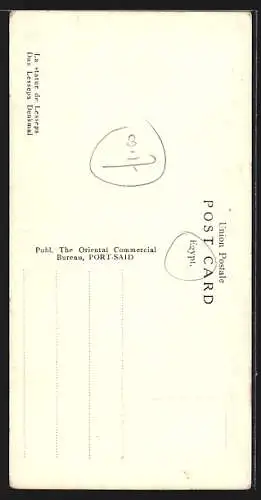 La statue de Lesseps
Das Lesseps Denkmal
Union Postale
POST CARD
Egypt.
Publ. The Oriental Commercial
Bureau, PORT-SAID